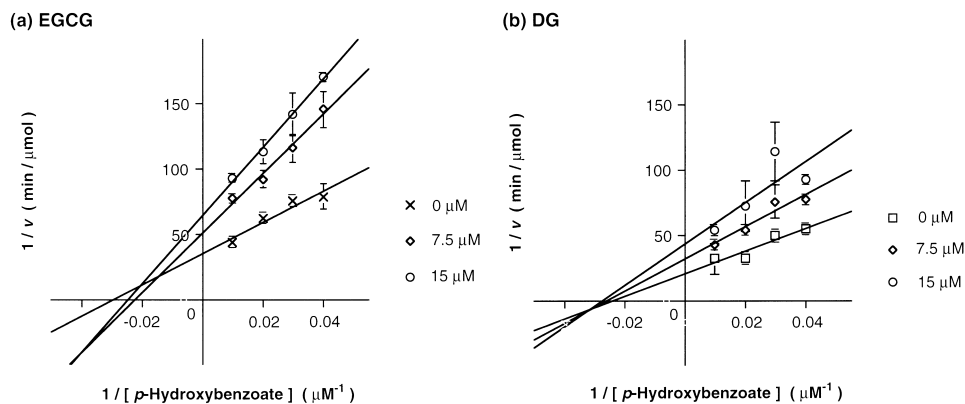 (a) EGCG
1 / v ( min / μmol )
150
100
50
0
-0.02
0.02
0.04
1 / [ p-Hydroxybenzoate ] ( μM-1 )
0 μM
7.5 μM
15 μM
(b) DG
1 / v ( min / μmol )
150
100
50
0
-0.02
0.02
0.04
1 / [ p-Hydroxybenzoate ] ( μM-1 )
0 μM
7.5 μM
15 μM